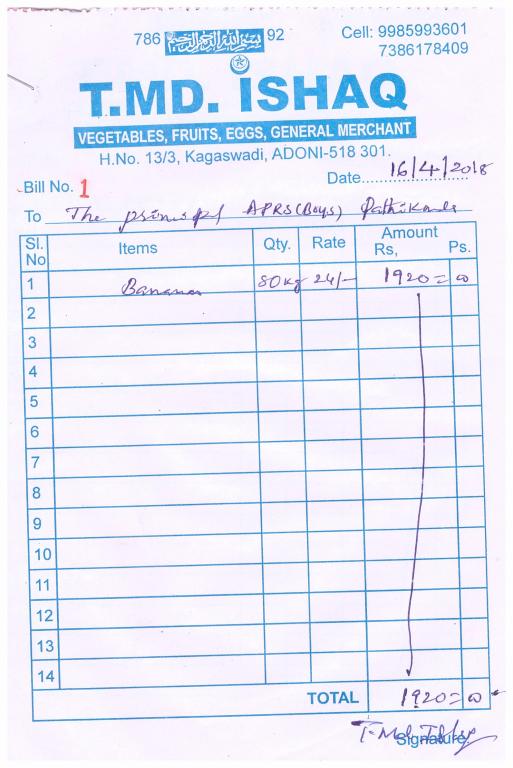 786 بسم الله الرحمن الرحيم 92
Cell: 9985993601
7386178409
T.MD. ISHAQ
VEGETABLES, FRUITS, EGGS, GENERAL MERCHANT
H.No. 13/3, Kagaswadi, ADONI-518 301.
Bill No. 1 Date 16/4/2018
To The principal APRS (Boys)
Sl. No Items Qty. Rate Amount Rs, Ps.
1 Bananas 80 kg 24/- 1920=00
2
3
4
5
6
7
8
9
10
11
12
13
14
TOTAL 1920=00
Signature